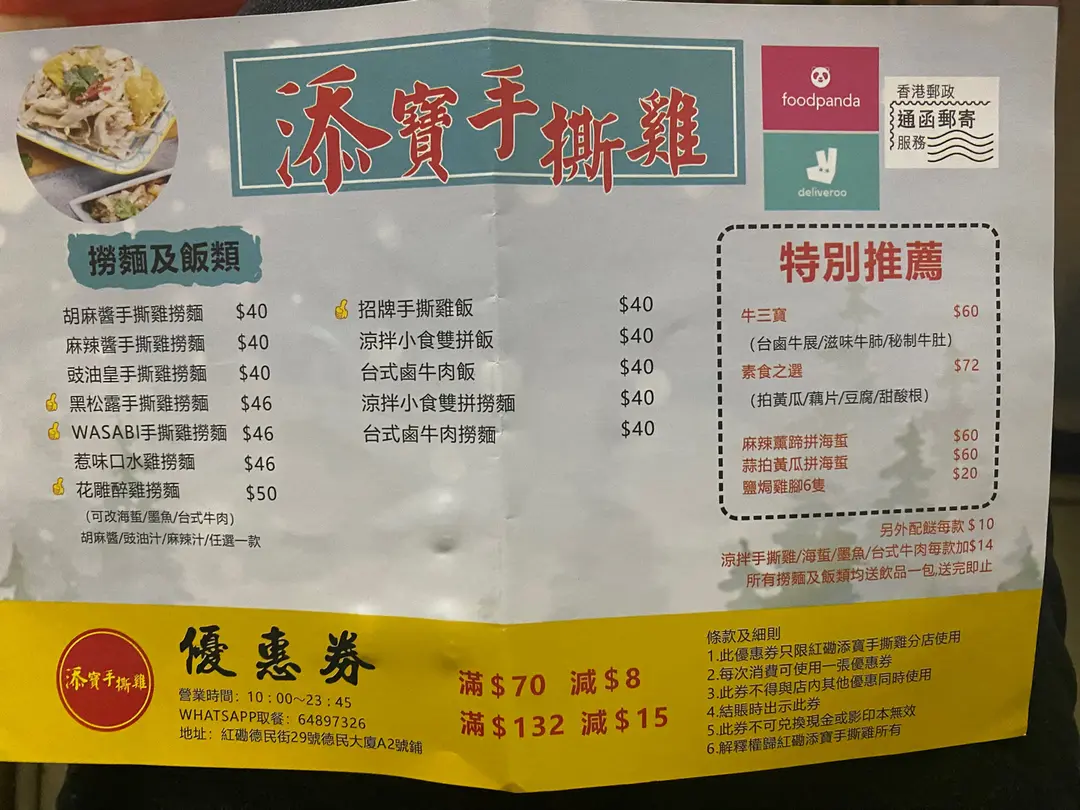 添寶手撕雞
foodpanda
deliveroo
香港郵政
通函郵寄
服務
撈麵及飯類
胡麻醬手撕雞撈麵 $40
麻辣醬手撕雞撈麵 $40
豉油皇手撕雞撈麵 $40
黑松露手撕雞撈麵 $46
WASABI手撕雞撈麵 $46
惹味口水雞撈麵 $46
花雕醉雞撈麵 $50
(可改海蜇/墨魚/台式牛肉)
胡麻醬/豉油汁/麻辣汁/任選一款
招牌手撕雞飯 $40
涼拌小食雙拼飯 $40
台式鹵牛肉飯 $40
涼拌小食雙拼撈麵 $40
台式鹵牛肉撈麵 $40
特別推薦
牛三寶 $60
(台鹵牛展/滋味牛肺/秘制牛肚)
素食之選 $72
(拍黃瓜/藕片/豆腐/甜酸根)
麻辣薰蹄拼海蜇 $60
蒜拍黃瓜拼海蜇 $60
鹽焗雞腳6隻 $20
另外配餸每款$10
涼拌手撕雞/海蜇/墨魚/台式牛肉每款加$14
所有撈麵及飯類均送飲品一包,送完即止
添寶手撕雞
優惠券
營業時間: 10:00~23:45
WHATSAPP取餐: 64897326
地址: 紅磡德民街29號德民大廈A2號鋪
滿$70 減$8
滿$132 減$15
條款及細則
1.此優惠券只限紅磡添寶手撕雞分店使用
2.每次消費可使用一張優惠券
3.此券不得與店內其他優惠同時使用
4.結賬時出示此券
5.此券不可兌換現金或影印本無效
6.解釋權歸紅磡添寶手撕雞所有